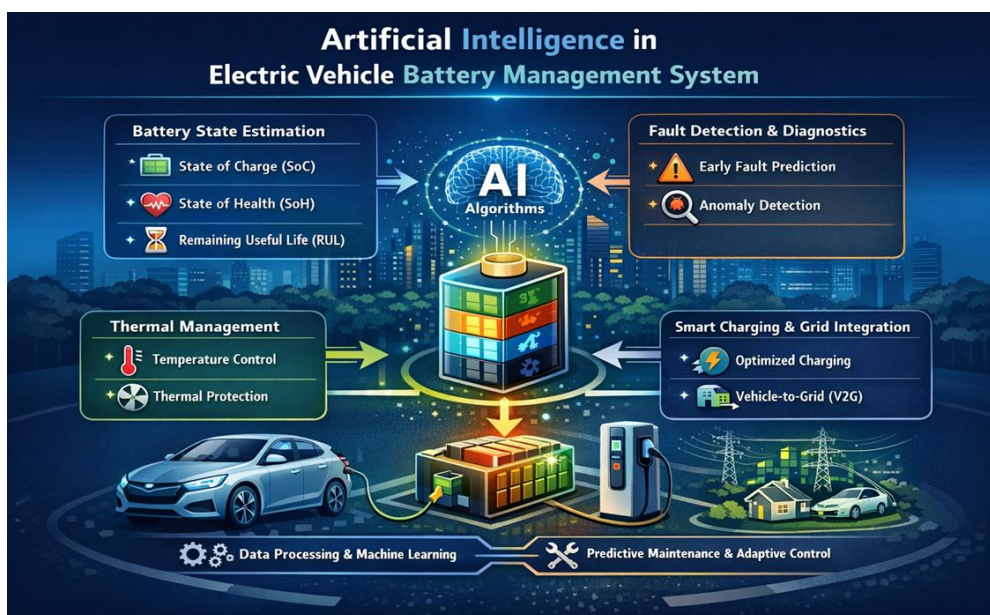 Artificial Intelligence in
Electric Vehicle Battery Management System
Battery State Estimation
State of Charge (SoC)
State of Health (SoH)
Remaining Useful Life (RUL)
AI
Algorithms
Fault Detection & Diagnostics
Early Fault Prediction
Anomaly Detection
Thermal Management
Temperature Control
Thermal Protection
Smart Charging & Grid Integration
Optimized Charging
Vehicle-to-Grid (V2G)
Data Processing & Machine Learning
Predictive Maintenance & Adaptive Control